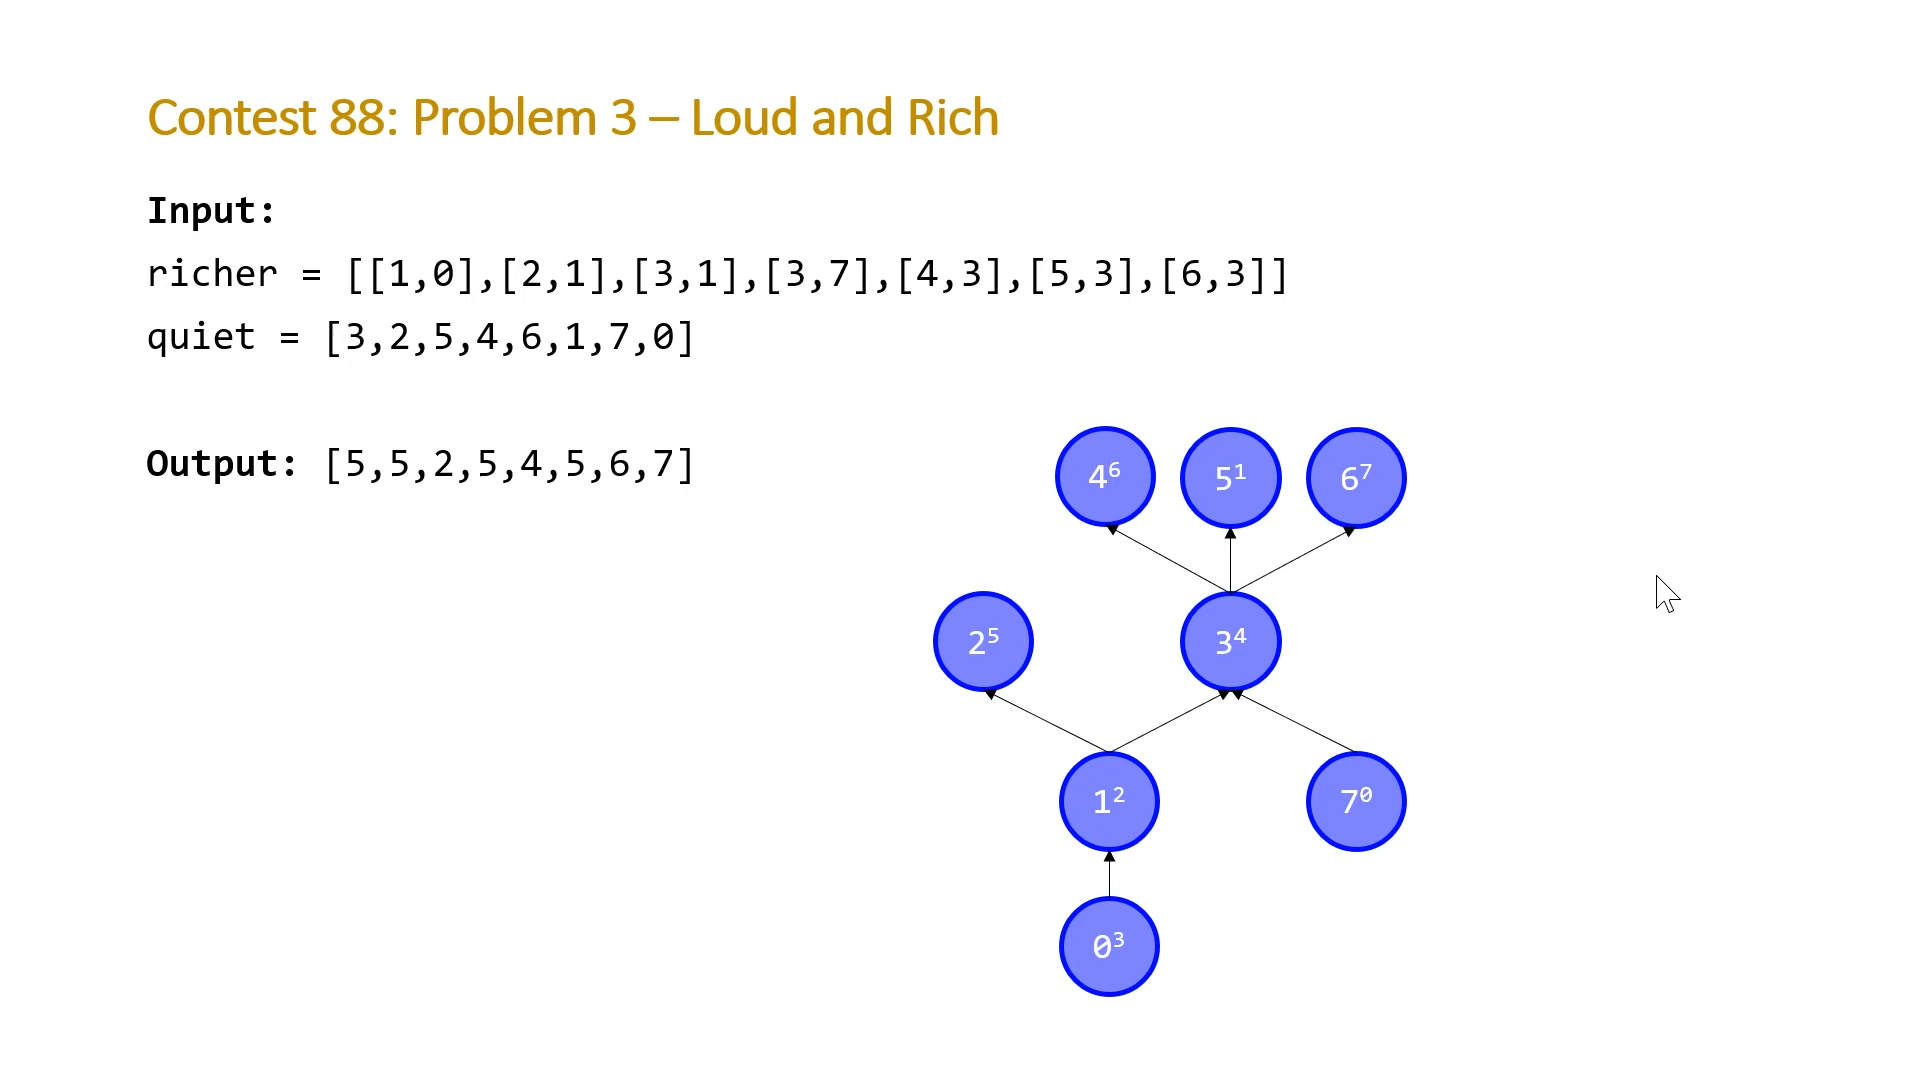 Contest 88: Problem 3 – Loud and Rich
Input:
richer = [[1,0],[2,1],[3,1],[3,7],[4,3],[5,3],[6,3]]
quiet = [3,2,5,4,6,1,7,0]
Output: [5,5,2,5,4,5,6,7]
4⁶ 5¹ 6⁷
2⁵ 3⁴
1² 7⁰
0³